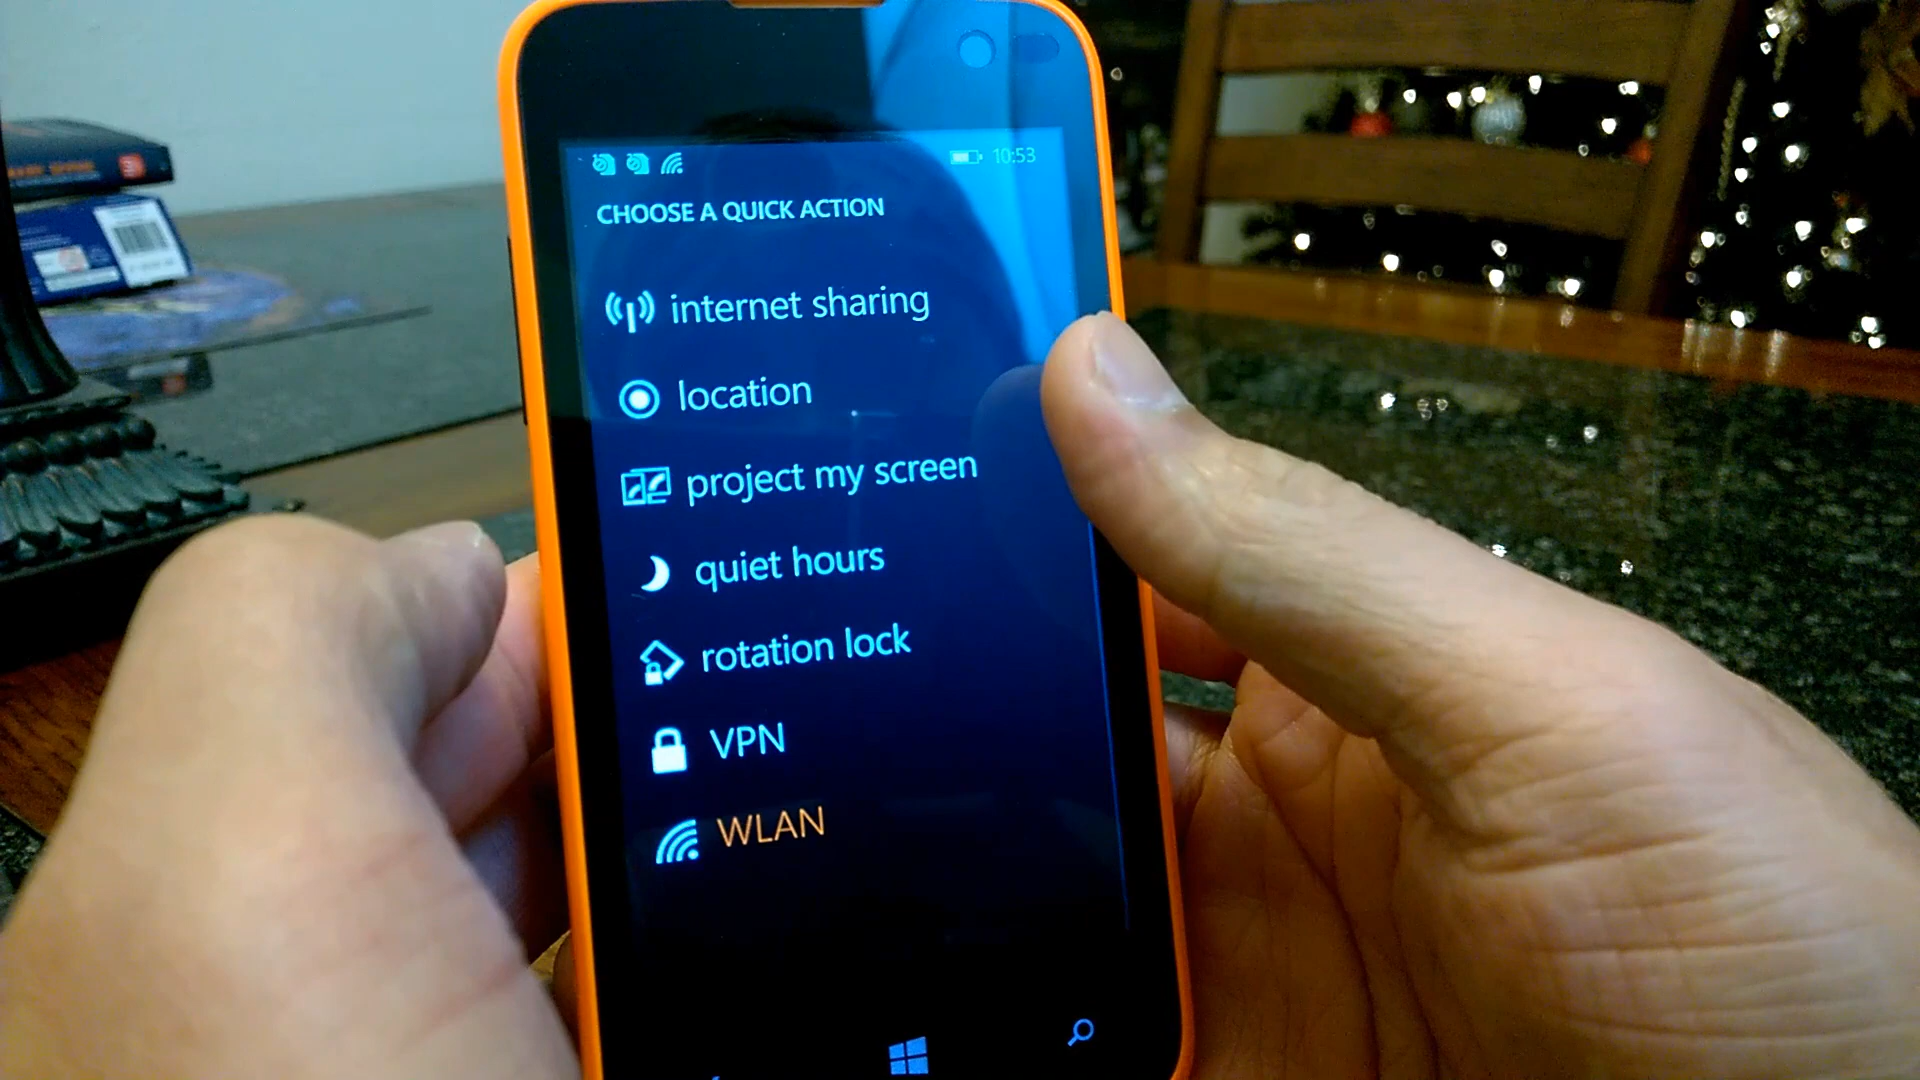 10:53
CHOOSE A QUICK ACTION
internet sharing
location
project my screen
quiet hours
rotation lock
VPN
WLAN